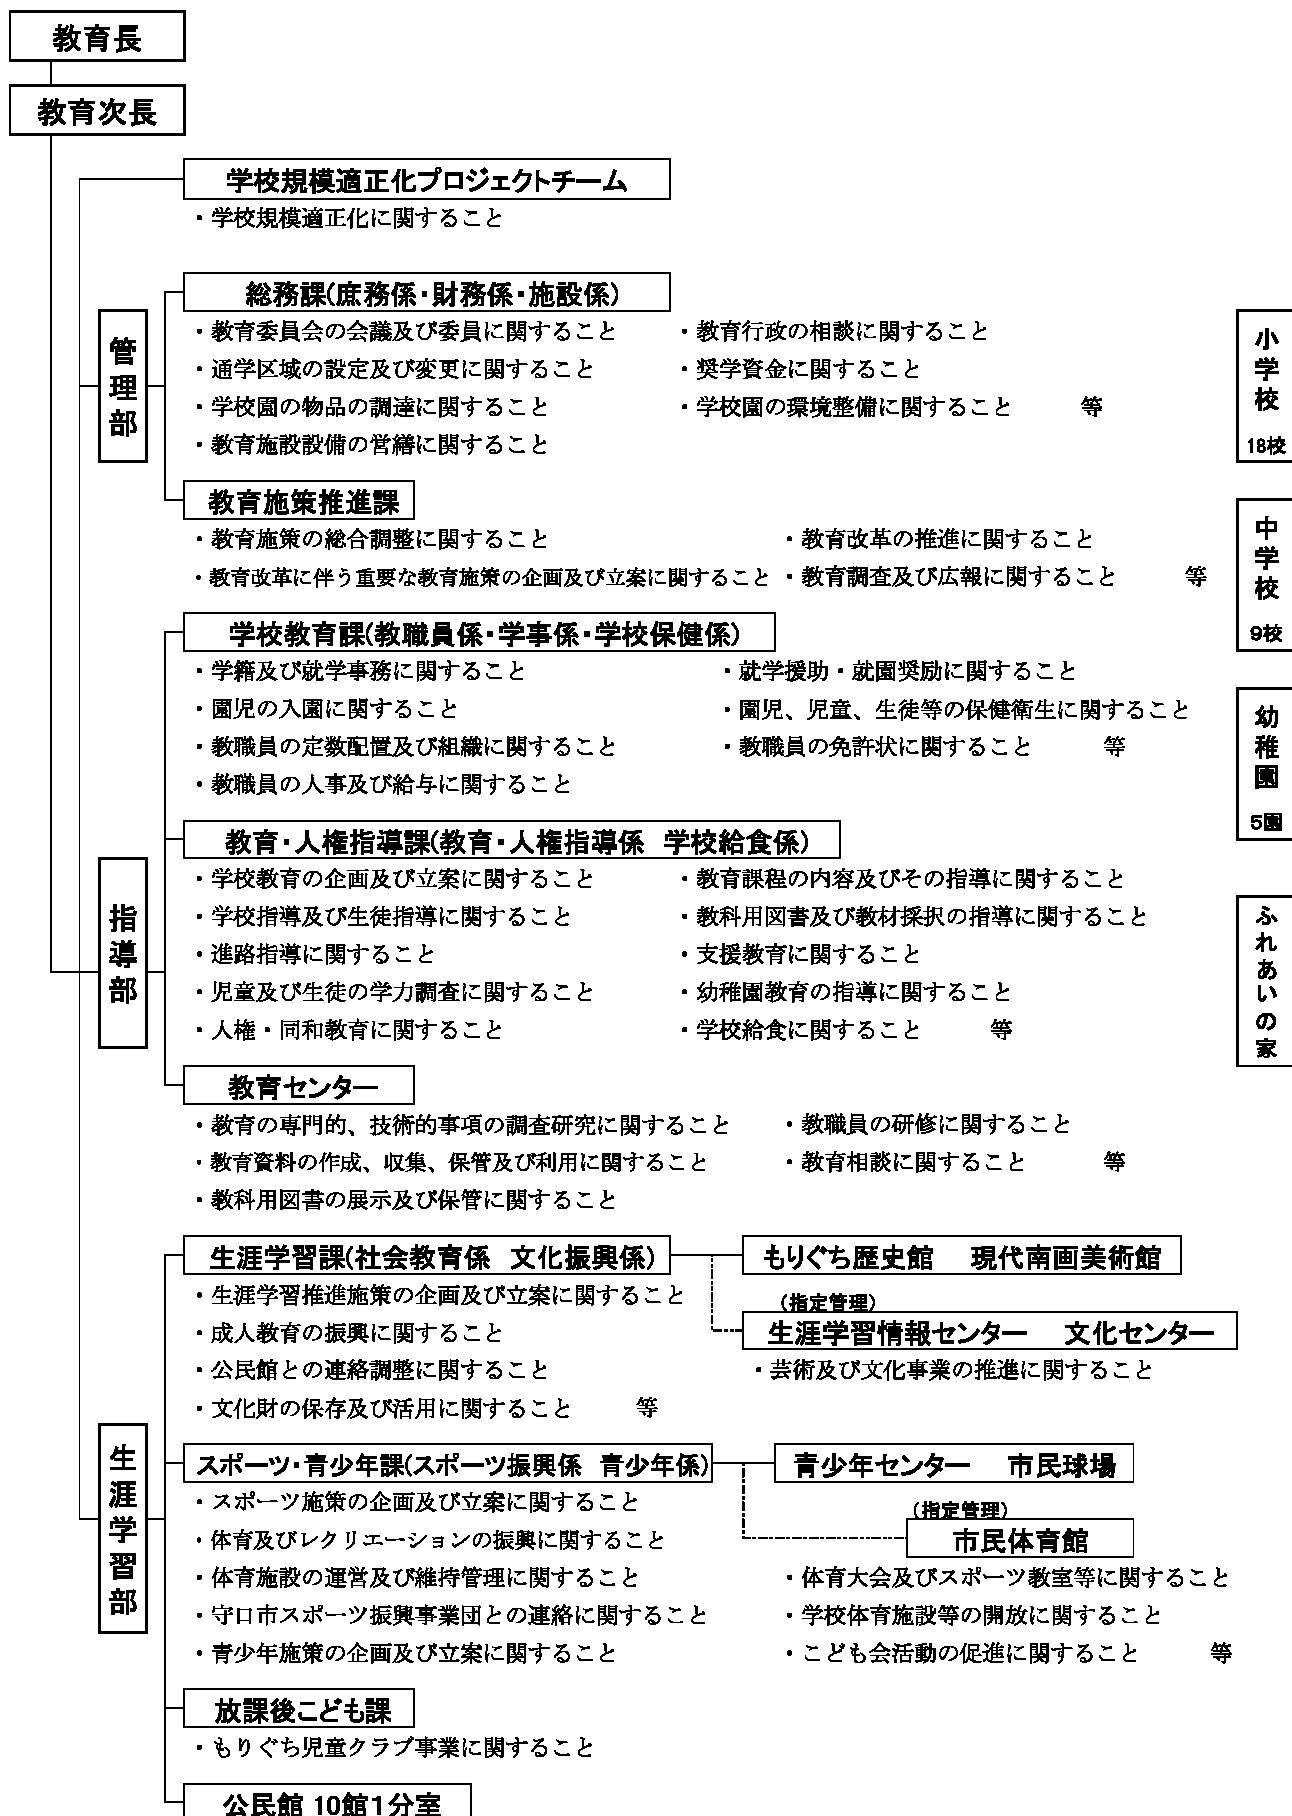 教育長
教育次長
学校規模適正化プロジェクトチーム
・学校規模適正化に関すること
管理部
総務課(庶務係・財務係・施設係)
・教育委員会の会議及び委員に関すること ・教育行政の相談に関すること
・通学区域の設定及び変更に関すること ・奨学資金に関すること
・学校園の物品の調達に関すること ・学校園の環境整備に関すること 等
・教育施設設備の営繕に関すること
教育施策推進課
・教育施策の総合調整に関すること ・教育改革の推進に関すること
・教育改革に伴う重要な教育施策の企画及び立案に関すること ・教育調査及び広報に関すること 等
指導部
学校教育課(教職員係・学事係・学校保健係)
・学籍及び就学事務に関すること ・就学援助・就園奨励に関すること
・園児の入園に関すること ・園児、児童、生徒等の保健衛生に関すること
・教職員の定数配置及び組織に関すること ・教職員の免許状に関すること 等
・教職員の人事及び給与に関すること
教育・人権指導課(教育・人権指導係 学校給食係)
・学校教育の企画及び立案に関すること ・教育課程の内容及びその指導に関すること
・学校指導及び生徒指導に関すること ・教科用図書及び教材採択の指導に関すること
・進路指導に関すること ・支援教育に関すること
・児童及び生徒の学力調査に関すること ・幼稚園教育の指導に関すること
・人権・同和教育に関すること ・学校給食に関すること 等
教育センター
・教育の専門的、技術的事項の調査研究に関すること ・教職員の研修に関すること
・教育資料の作成、収集、保管及び利用に関すること ・教育相談に関すること 等
・教科用図書の展示及び保管に関すること
生涯学習部
生涯学習課(社会教育係 文化振興係) もりぐち歴史館 現代南画美術館
・生涯学習推進施策の企画及び立案に関すること (指定管理)
・成人教育の振興に関すること 生涯学習情報センター 文化センター
・公民館との連絡調整に関すること ・芸術及び文化事業の推進に関すること
・文化財の保存及び活用に関すること 等
スポーツ・青少年課(スポーツ振興係 青少年係) 青少年センター 市民球場
・スポーツ施策の企画及び立案に関すること (指定管理)
・体育及びレクリエーションの振興に関すること 市民体育館
・体育施設の運営及び維持管理に関すること ・体育大会及びスポーツ教室等に関すること
・守口市スポーツ振興事業団との連絡に関すること ・学校体育施設等の開放に関すること
・青少年施策の企画及び立案に関すること ・こども会活動の促進に関すること 等
放課後こども課
・もりぐち児童クラブ事業に関すること
公民館 10館1分室
小学校
18校
中学校
9校
幼稚園
5園
ふれあいの家